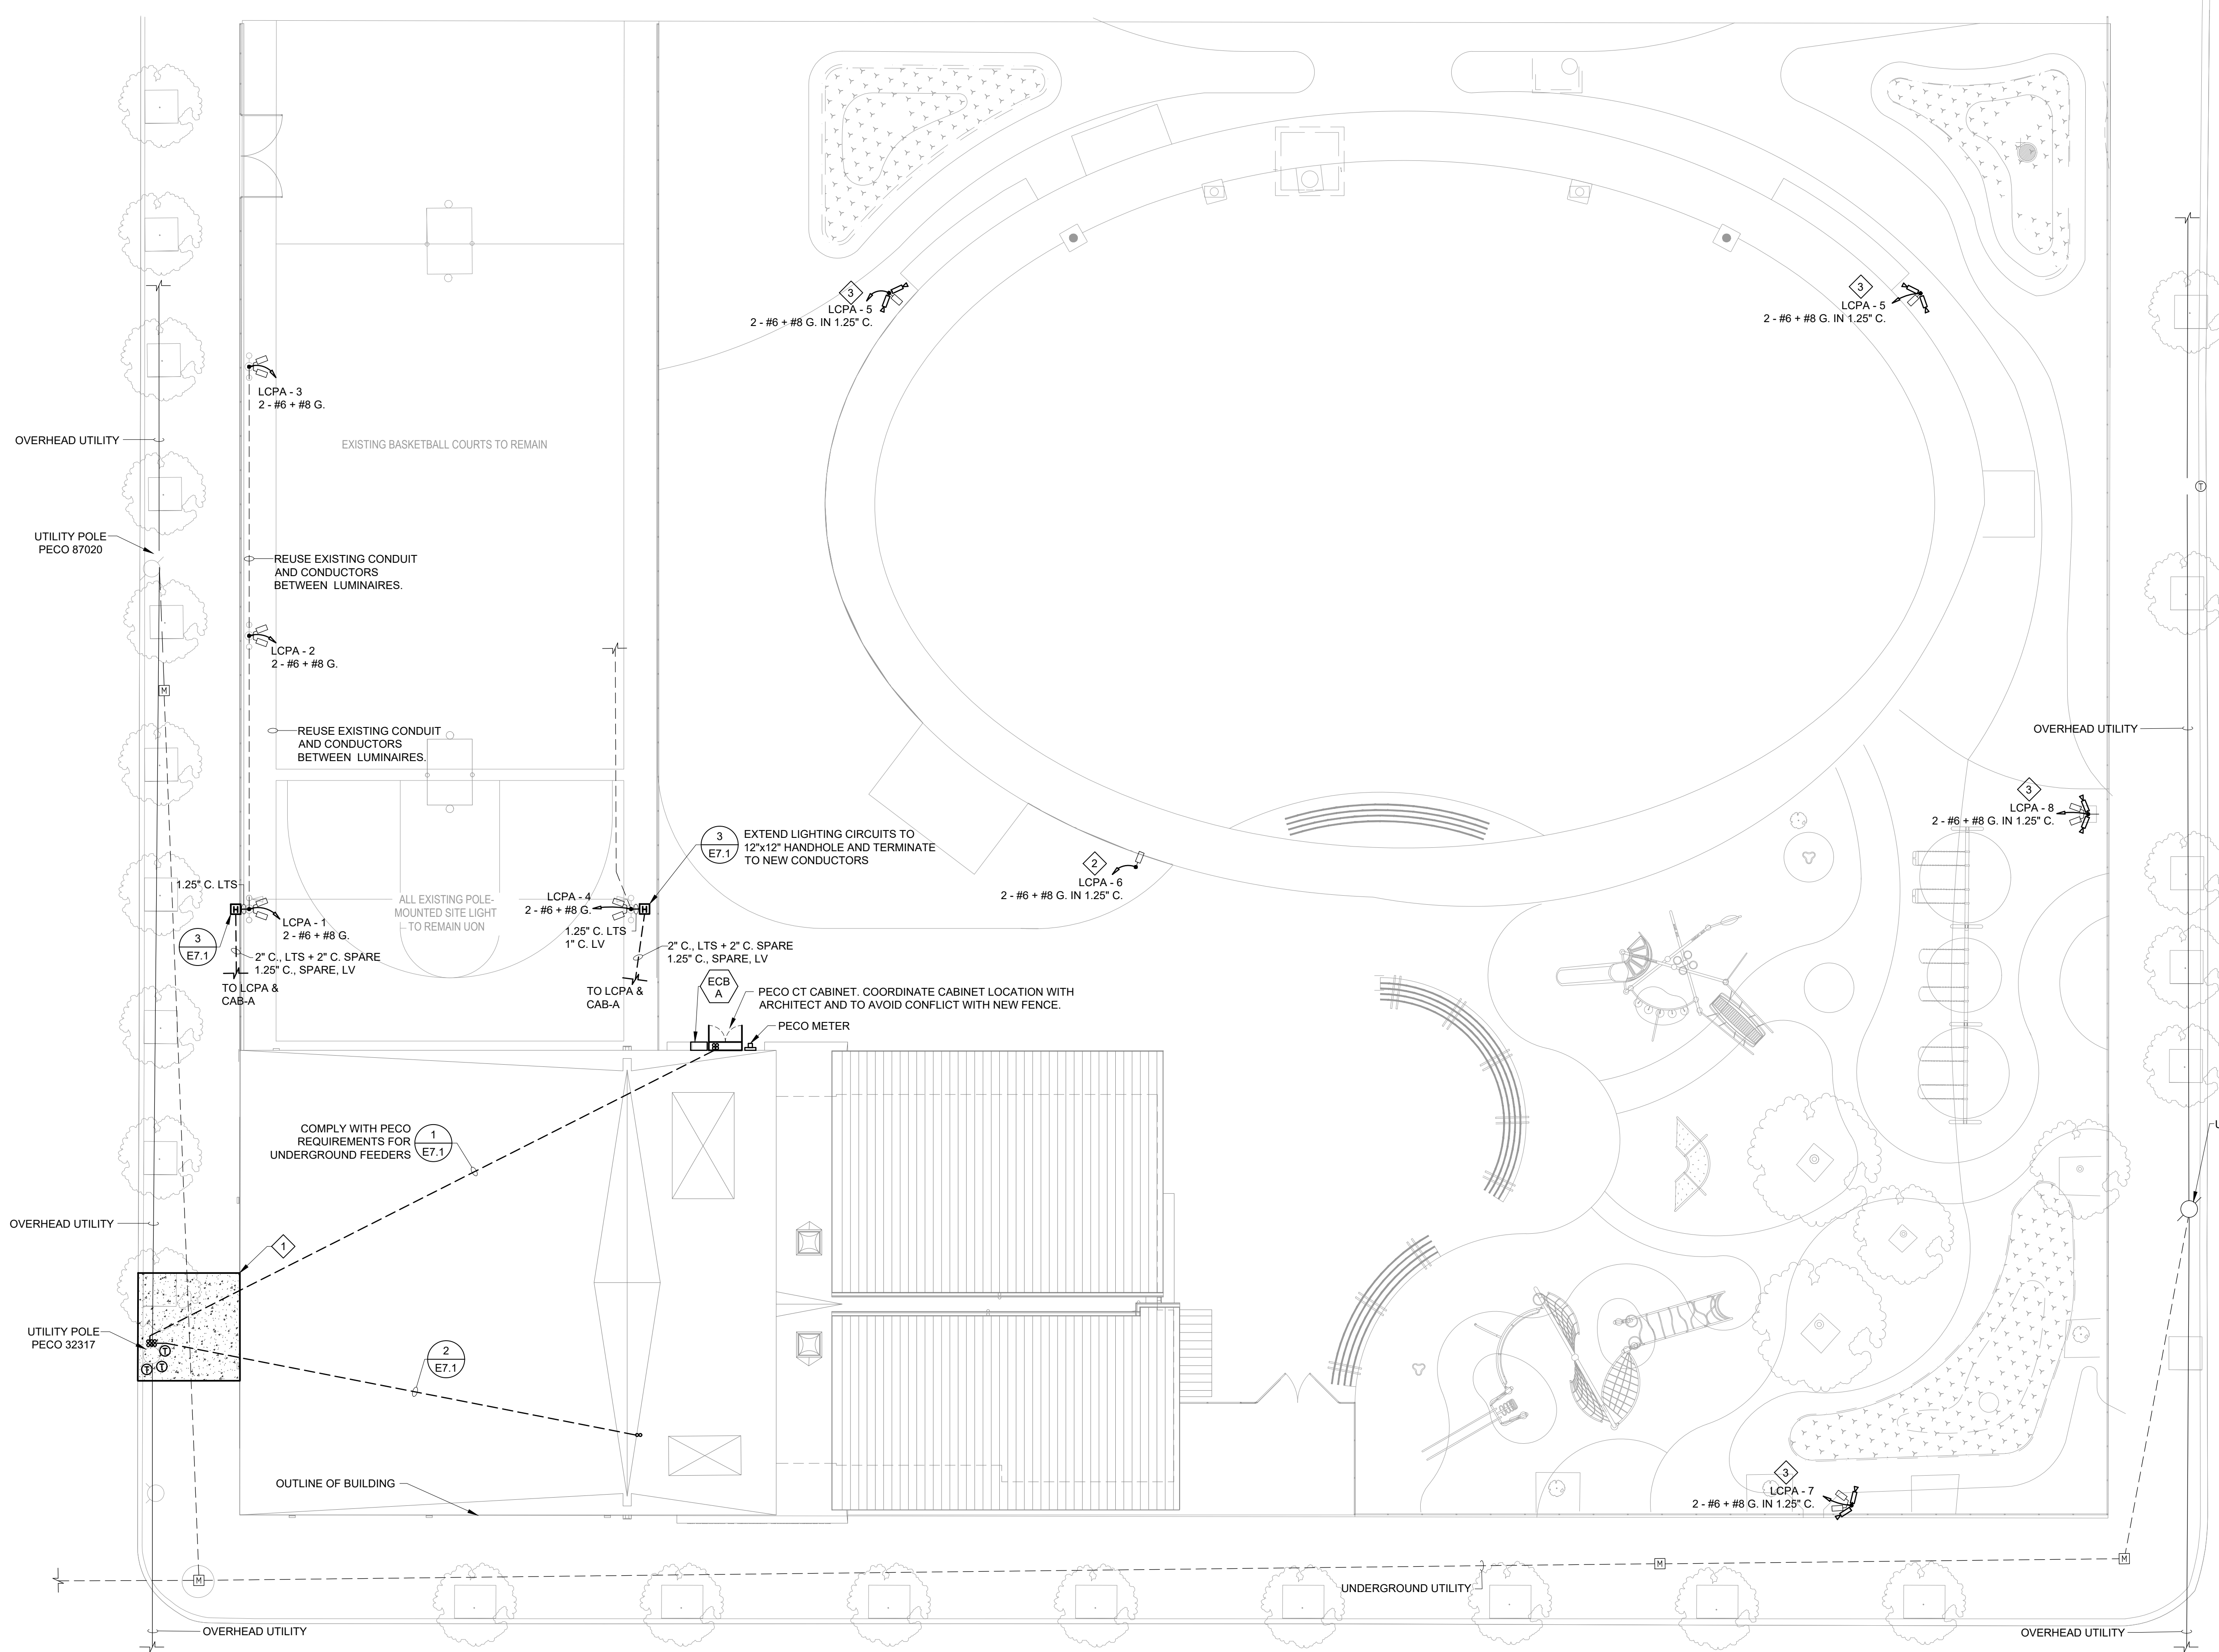 3
LCPA - 5
2 - #6 + #8 G. IN 1.25" C.
3
LCPA - 5
2 - #6 + #8 G. IN 1.25" C.
LCPA - 3
2 - #6 + #8 G.
OVERHEAD UTILITY
EXISTING BASKETBALL COURTS TO REMAIN
T
UTILITY POLE
PECO 87020
REUSE EXISTING CONDUIT
AND CONDUCTORS
BETWEEN LUMINAIRES.
LCPA - 2
2 - #6 + #8 G.
M
REUSE EXISTING CONDUIT
AND CONDUCTORS
BETWEEN LUMINAIRES.
OVERHEAD UTILITY
3
LCPA - 8
2 - #6 + #8 G. IN 1.25" C.
3
E7.1
EXTEND LIGHTING CIRCUITS TO
12"x12" HANDHOLE AND TERMINATE
TO NEW CONDUCTORS
2
LCPA - 6
2 - #6 + #8 G. IN 1.25" C.
1.25" C. LTS
H
LCPA - 1
2 - #6 + #8 G.
3
E7.1
2" C., LTS + 2" C. SPARE
1.25" C., SPARE, LV
TO LCPA &
CAB-A
ALL EXISTING POLE-
MOUNTED SITE LIGHT
TO REMAIN UON
LCPA - 4
2 - #6 + #8 G.
H
1.25" C. LTS
1" C. LV
2" C., LTS + 2" C. SPARE
1.25" C., SPARE, LV
TO LCPA &
CAB-A
ECB
A
PECO CT CABINET. COORDINATE CABINET LOCATION WITH
ARCHITECT AND TO AVOID CONFLICT WITH NEW FENCE.
PECO METER
COMPLY WITH PECO
REQUIREMENTS FOR
UNDERGROUND FEEDERS
1
E7.1
U
OVERHEAD UTILITY
1
UTILITY POLE
PECO 32317
T
T
T
2
E7.1
OUTLINE OF BUILDING
3
LCPA - 7
2 - #6 + #8 G. IN 1.25" C.
M
UNDERGROUND UTILITY
M
M
OVERHEAD UTILITY
OVERHEAD UTILITY